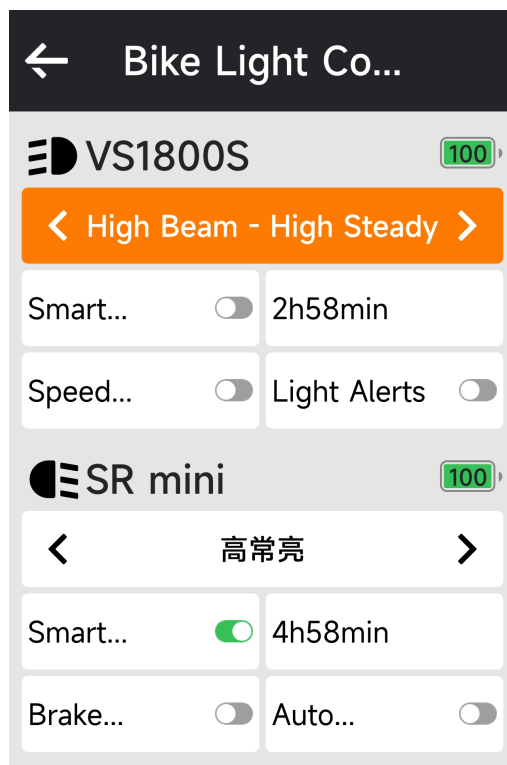 Bike Light Co...
VS1800S
100
High Beam - High Steady
Smart...
2h58min
Speed...
Light Alerts
SR mini
100
高常亮
Smart...
4h58min
Brake...
Auto...